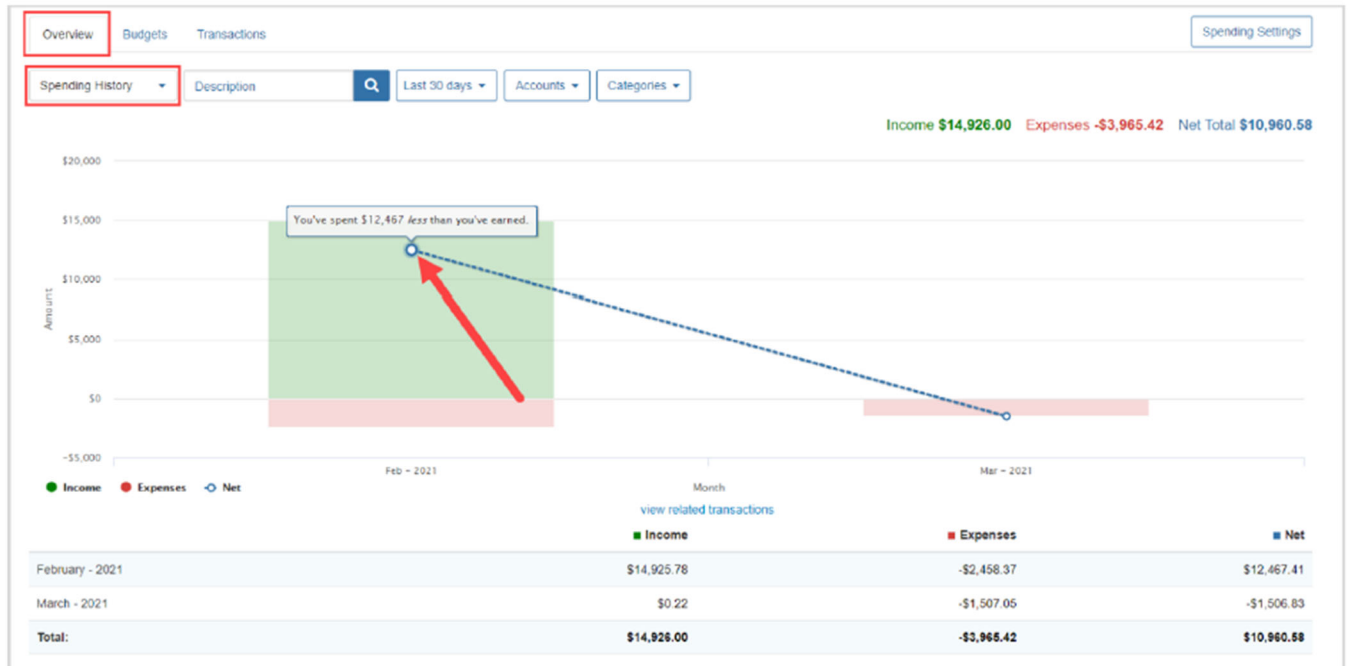 Overview Budgets Transactions Spending Settings
Spending History Description Last 30 days Accounts Categories
Income $14,926.00 Expenses -$3,965.42 Net Total $10,960.58
$20,000
You've spent $12,467 less than you've earned.
$15,000
$10,000
Amount
$5,000
$0
-$5,000
Feb - 2021 Mar - 2021
Income Expenses Net Month
view related transactions
Income Expenses Net
February - 2021 $14,925.78 -$2,458.37 $12,467.41
March - 2021 $0.22 -$1,507.05 -$1,506.83
Total: $14,926.00 -$3,965.42 $10,960.58